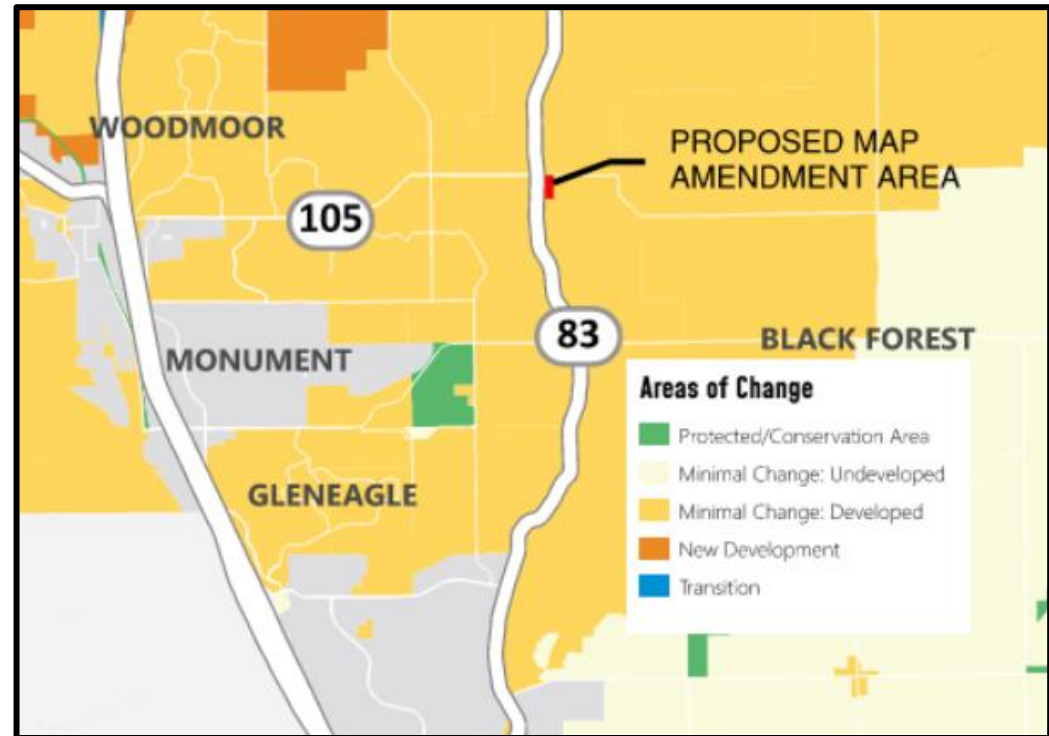 WOODMOOR
PROPOSED MAP
AMENDMENT AREA
105
83
MONUMENT
BLACK FOREST
GLENEAGLE
Areas of Change
Protected/Conservation Area
Minimal Change: Undeveloped
Minimal Change: Developed
New Development
Transition